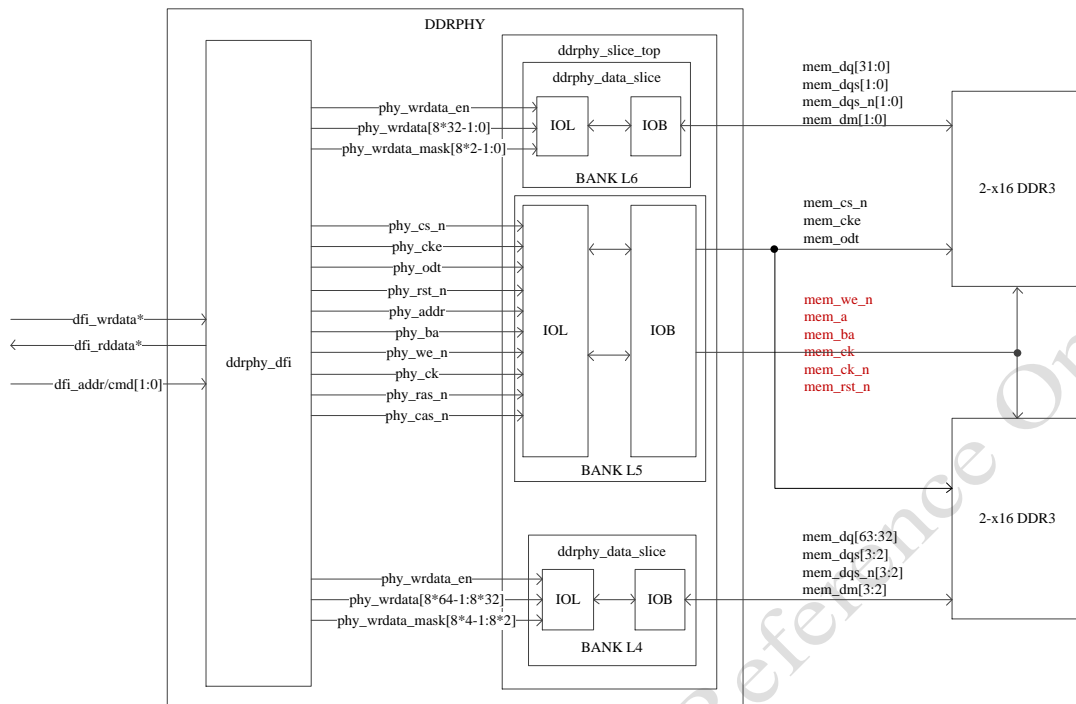 DDRPHY
ddrphy_slice_top
ddrphy_data_slice
IOL
IOB
BANK L6
phy_wrdata_en
phy_wrdata[8*32-1:0]
phy_wrdata_mask[8*2-1:0]
mem_dq[31:0]
mem_dqs[1:0]
mem_dqs_n[1:0]
mem_dm[1:0]
2-x16 DDR3
phy_cs_n
phy_cke
phy_odt
phy_rst_n
phy_addr
phy_ba
phy_we_n
phy_ck
phy_ras_n
phy_cas_n
IOL
IOB
BANK L5
mem_cs_n
mem_cke
mem_odt
mem_we_n
mem_a
mem_ba
mem_ck
mem_ck_n
mem_rst_n
dfi_wrdata*
dfi_rddata*
dfi_addr/cmd[1:0]
ddrphy_dfi
ddrphy_data_slice
IOL
IOB
BANK L4
phy_wrdata_en
phy_wrdata[8*64-1:8*32]
phy_wrdata_mask[8*4-1:8*2]
mem_dq[63:32]
mem_dqs[3:2]
mem_dqs_n[3:2]
mem_dm[3:2]
2-x16 DDR3
Reference On